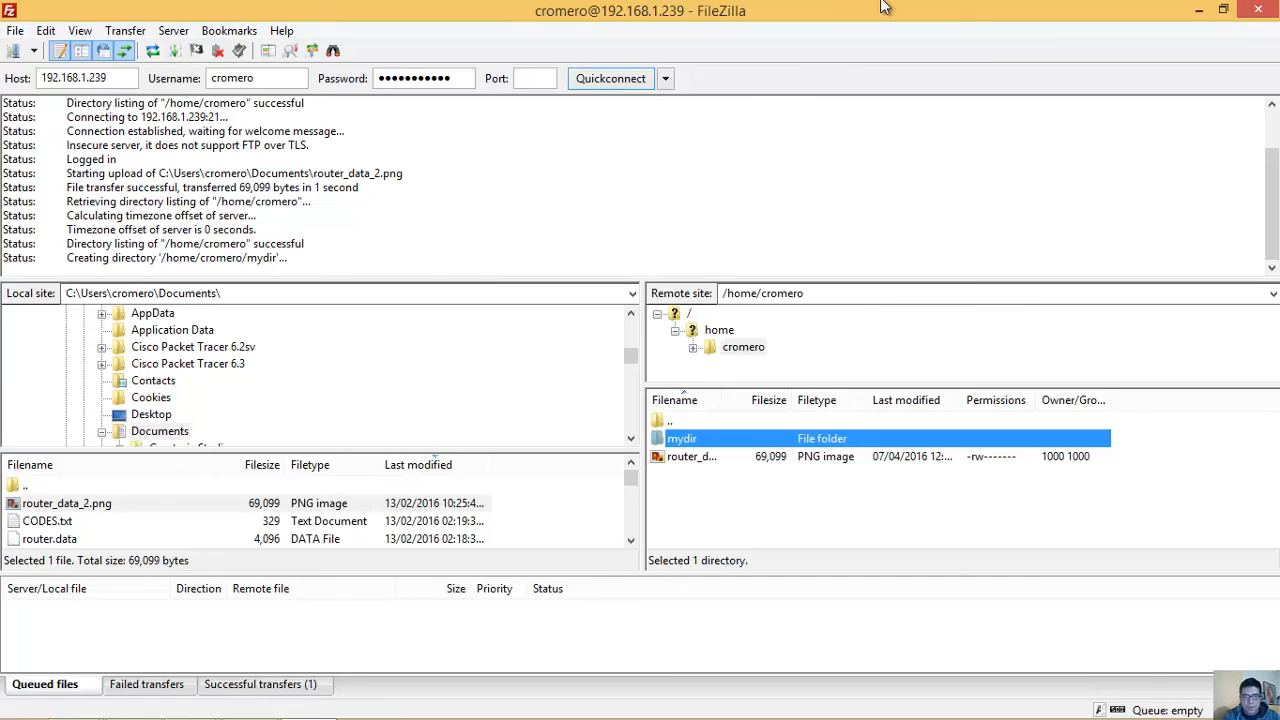 cromero@192.168.1.239 - FileZilla
File Edit View Transfer Server Bookmarks Help
Host: 192.168.1.239 Username: cromero Password: ●●●●●●●●●●● Port: Quickconnect
Status: Directory listing of "/home/cromero" successful
Status: Connecting to 192.168.1.239:21...
Status: Connection established, waiting for welcome message...
Status: Insecure server, it does not support FTP over TLS.
Status: Logged in
Status: Starting upload of C:\Users\cromero\Documents\router_data_2.png
Status: File transfer successful, transferred 69,099 bytes in 1 second
Status: Retrieving directory listing of "/home/cromero"...
Status: Calculating timezone offset of server...
Status: Timezone offset of server is 0 seconds.
Status: Directory listing of "/home/cromero" successful
Status: Creating directory '/home/cromero/mydir'...
Local site: C:\Users\cromero\Documents\
AppData
Application Data
Cisco Packet Tracer 6.2sv
Cisco Packet Tracer 6.3
Contacts
Cookies
Desktop
Documents
Filename Filesize Filetype Last modified
..
router_data_2.png 69,099 PNG image 13/02/2016 10:25:4...
CODES.txt 329 Text Document 13/02/2016 02:19:3...
router.data 4,096 DATA File 13/02/2016 02:18:3...
Selected 1 file. Total size: 69,099 bytes
Remote site: /home/cromero
/
home
cromero
Filename Filesize Filetype Last modified Permissions Owner/Gro...
..
mydir File folder
router_d... 69,099 PNG image 07/04/2016 12:... -rw------- 1000 1000
Selected 1 directory.
Server/Local file Direction Remote file Size Priority Status
Queued files Failed transfers Successful transfers (1)
Queue: empty